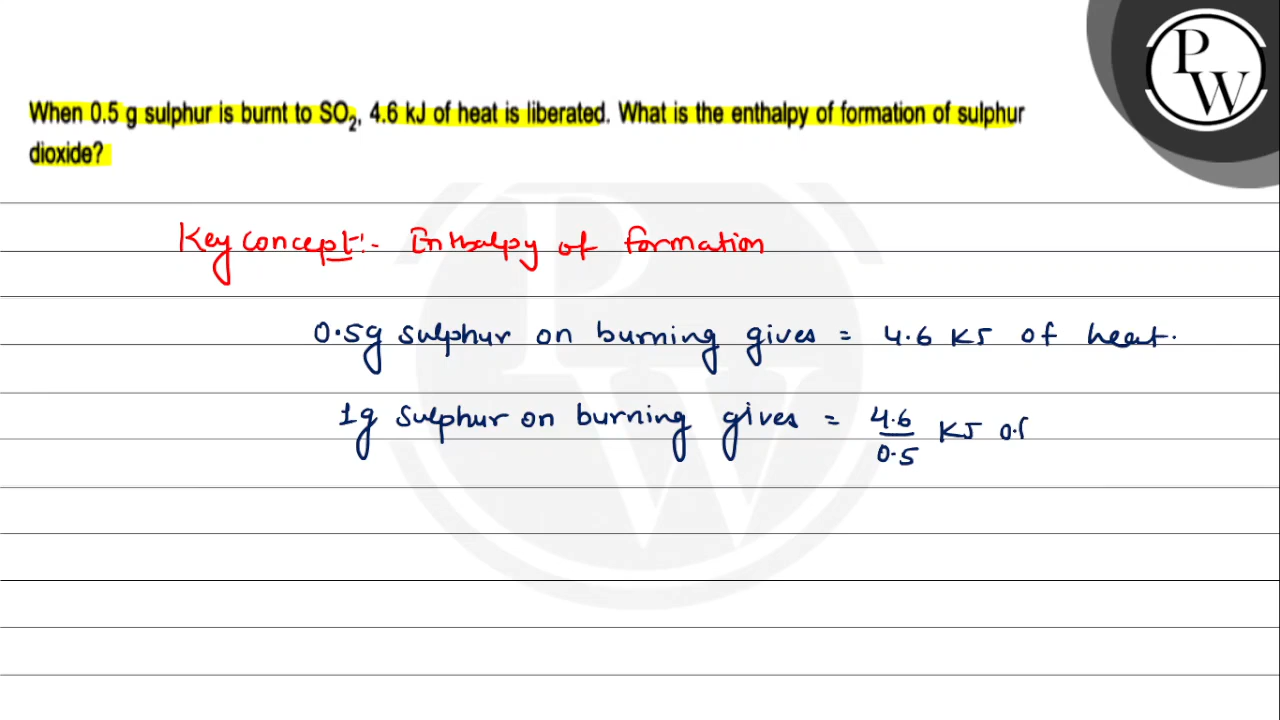 P
W
When 0.5 g sulphur is burnt to SO₂, 4.6 kJ of heat is liberated. What is the enthalpy of formation of sulphur
dioxide?
Key concept:- Enthalpy of formation
0.5g sulphur on burning gives = 4.6 KJ of heat.
1g sulphur on burning gives = 4.6/0.5 KJ